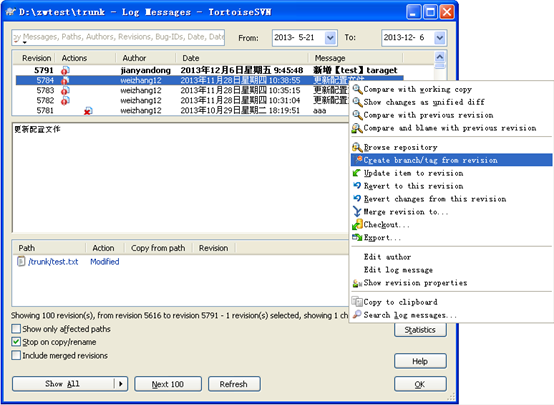 D:\zwtest\trunk - Log Messages - TortoiseSVN
by Messages, Paths, Authors, Revisions, Bug-IDs, Date, Date
From: 2013- 5-21 To: 2013-12- 6
Revision Actions Author Date Message
5791 jianyandong 2013年12月6日星期五 9:45:48 新增【test】taraget
5784 weizhang12 2013年11月28日星期四 10:38:55 更新配置文件
5783 weizhang12 2013年11月28日星期四 10:35:15 更新配置
5782 weizhang12 2013年11月28日星期四 10:31:04 更新配置
5781 weizhang12 2013年10月29日星期二 18:19:51 aaa
更新配置文件
Path Action Copy from path Revision
/trunk/test.txt Modified
Showing 100 revision(s), from revision 5616 to revision 5791 - 1 revision(s) selected, showing 1 ch
Show only affected paths
Stop on copy/rename
Include merged revisions
Statistics
Help
Show All
Next 100
Refresh
OK
Compare with working copy
Show changes as unified diff
Compare with previous revision
Compare and blame with previous revision
Browse repository
Create branch/tag from revision
Update item to revision
Revert to this revision
Revert changes from this revision
Merge revision to...
Checkout...
Export...
Edit author
Edit log message
Show revision properties
Copy to clipboard
Search log messages...